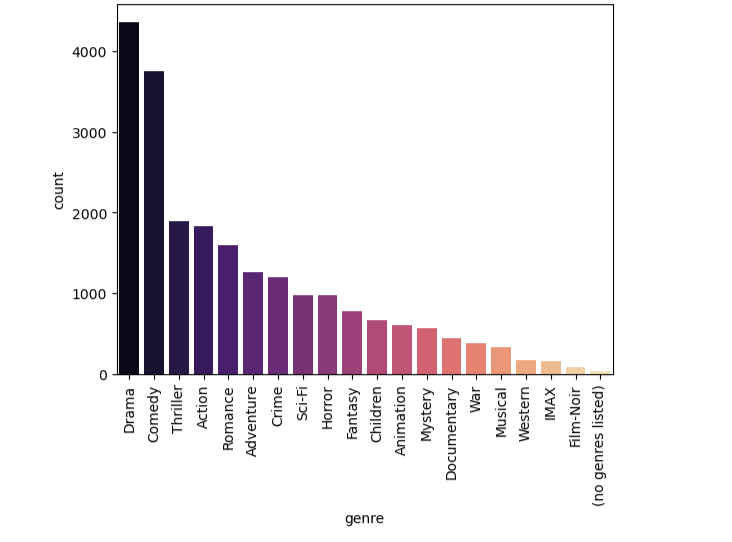 4000
3000
2000
1000
0
count
Drama
Comedy
Thriller
Action
Romance
Adventure
Crime
Sci-Fi
Horror
Fantasy
Children
Animation
Mystery
Documentary
War
Musical
Western
IMAX
Film-Noir
(no genres listed)
genre